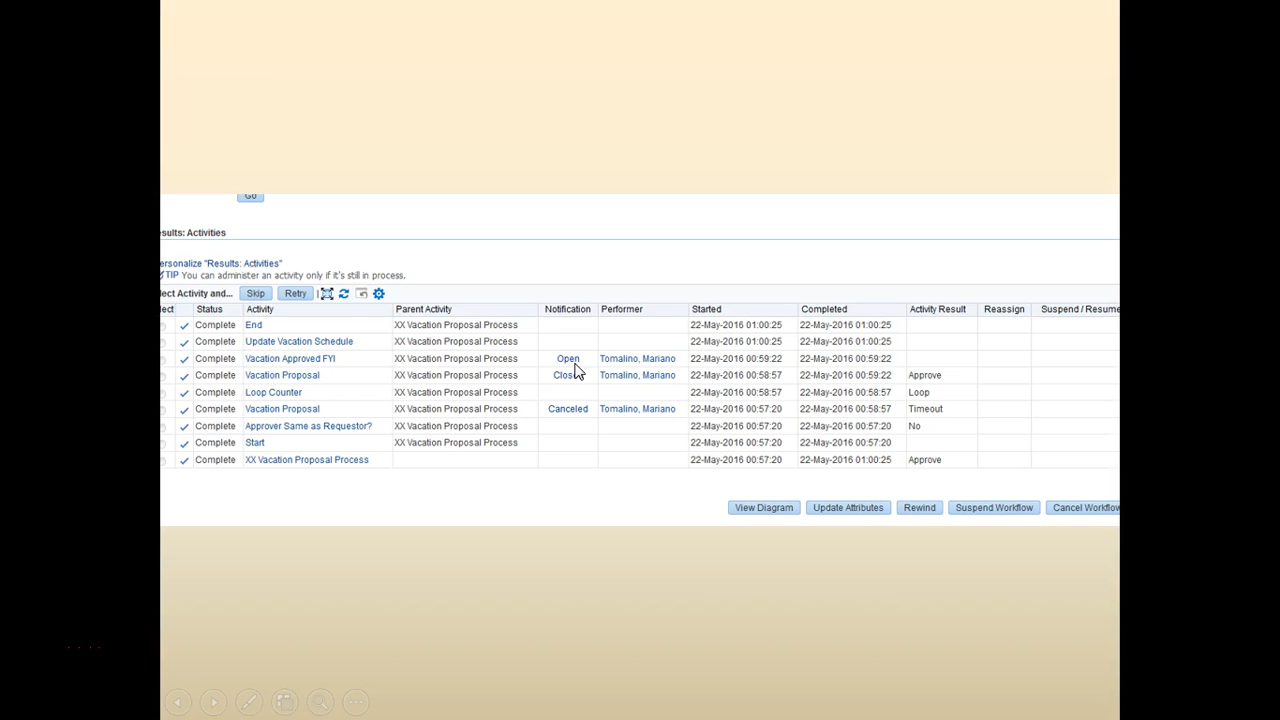 Go
esults: Activities
ersonalize "Results: Activities"
TIP You can administer an activity only if it's still in process.
lect Activity and... Skip Retry
lect Status Activity Parent Activity Notification Performer Started Completed Activity Result Reassign Suspend / Resume
Complete End XX Vacation Proposal Process 22-May-2016 01:00:25 22-May-2016 01:00:25
Complete Update Vacation Schedule XX Vacation Proposal Process 22-May-2016 01:00:25 22-May-2016 01:00:25
Complete Vacation Approved FYI XX Vacation Proposal Process Open Tomalino, Mariano 22-May-2016 00:59:22 22-May-2016 00:59:22
Complete Vacation Proposal XX Vacation Proposal Process Tomalino, Mariano 22-May-2016 00:58:57 22-May-2016 00:59:22 Approve
Complete Loop Counter XX Vacation Proposal Process 22-May-2016 00:58:57 22-May-2016 00:58:57 Loop
Complete Vacation Proposal XX Vacation Proposal Process Canceled Tomalino, Mariano 22-May-2016 00:57:20 22-May-2016 00:58:57 Timeout
Complete Approver Same as Requestor? XX Vacation Proposal Process 22-May-2016 00:57:20 22-May-2016 00:57:20 No
Complete Start XX Vacation Proposal Process 22-May-2016 00:57:20 22-May-2016 00:57:20
Complete XX Vacation Proposal Process 22-May-2016 00:57:20 22-May-2016 01:00:25 Approve
View Diagram Update Attributes Rewind Suspend Workflow Cancel Workflow